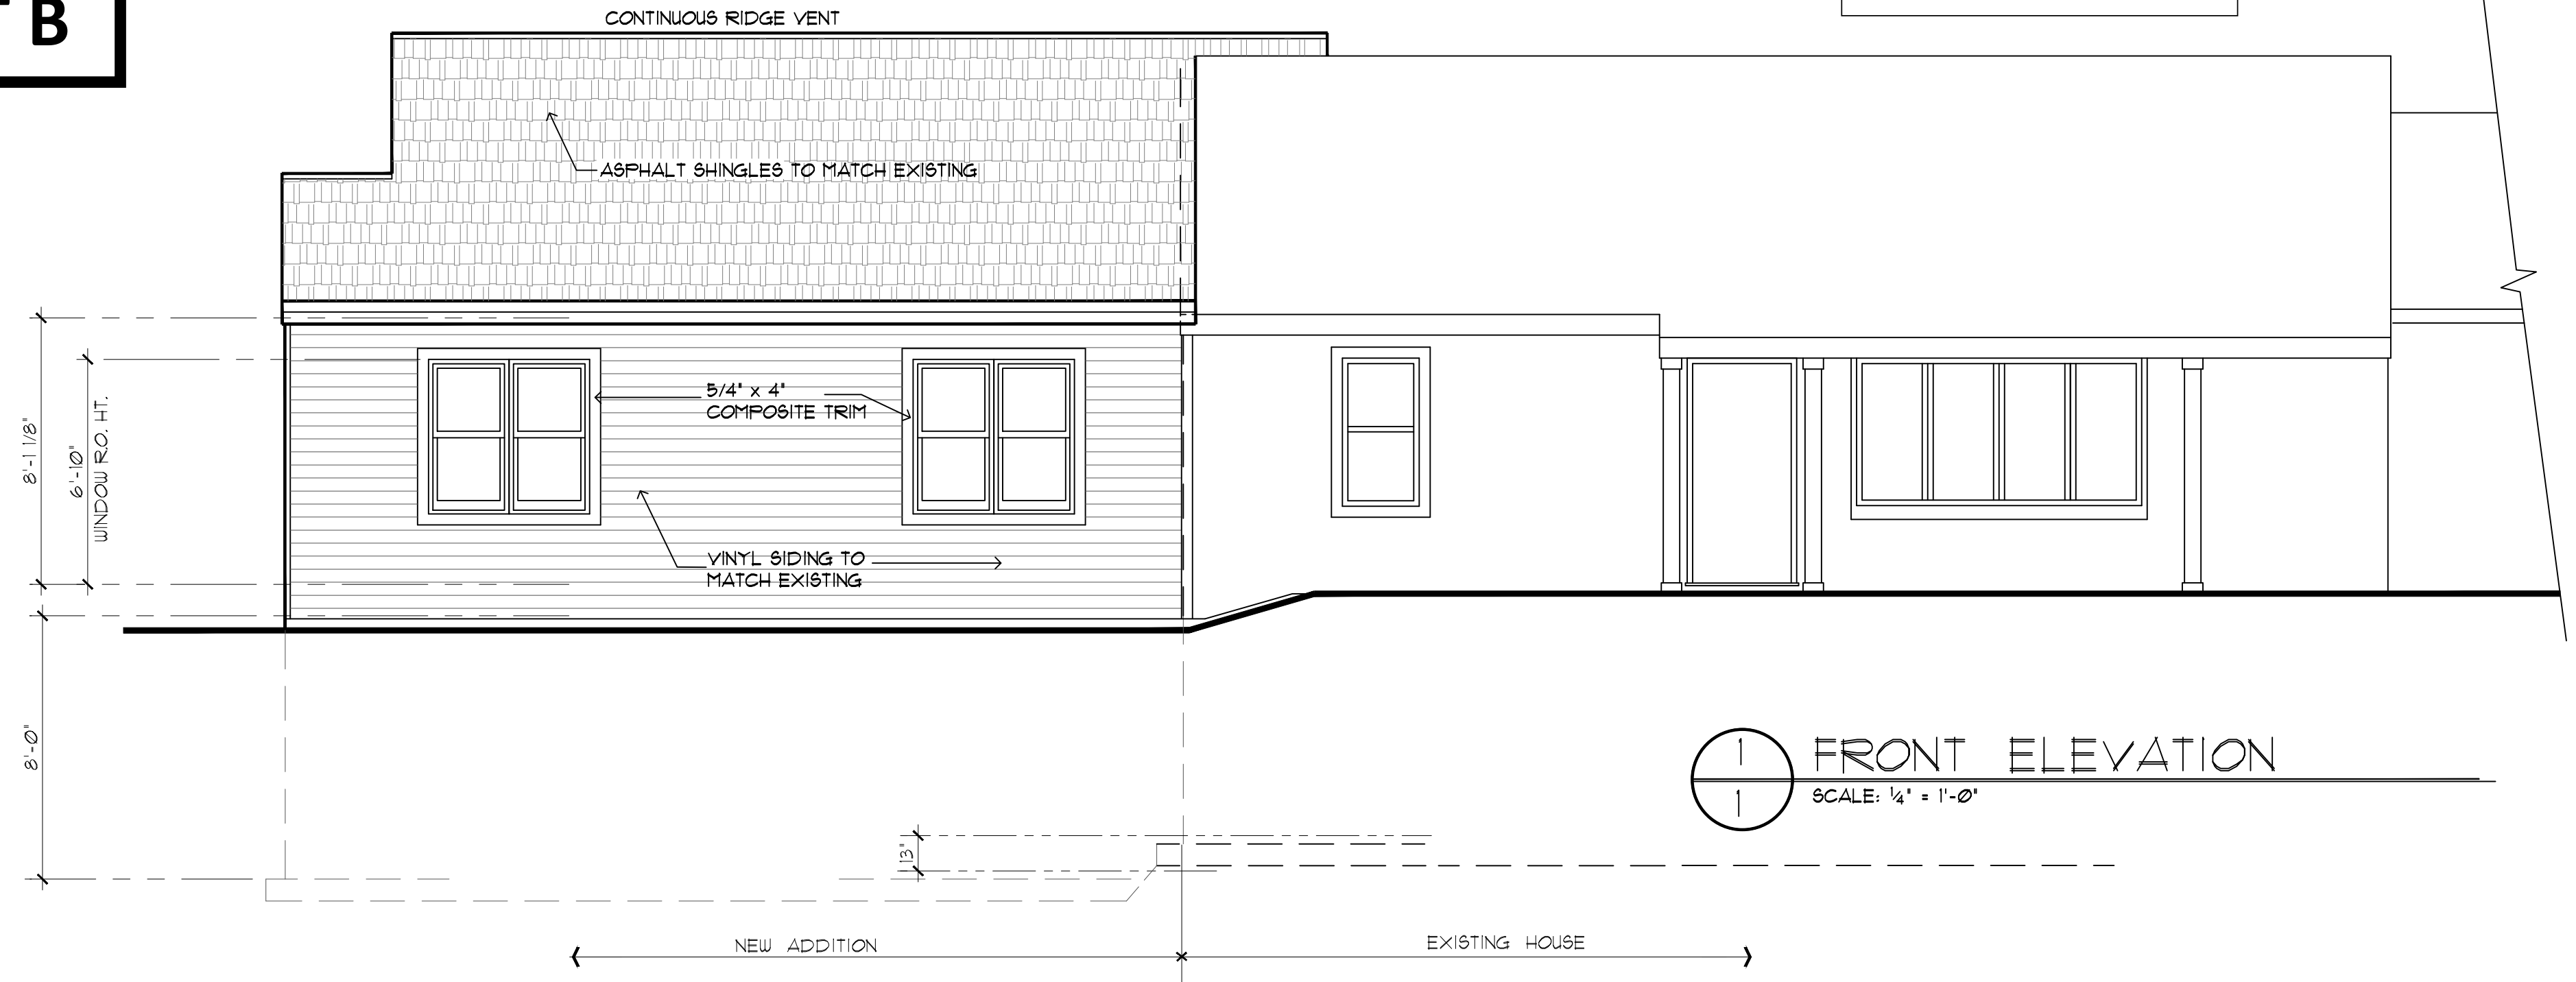 B
CONTINUOUS RIDGE VENT
ASPHALT SHINGLES TO MATCH EXISTING
8'-1 1/8"
6'-10"
WINDOW R.O. HT.
5/4" x 4"
COMPOSITE TRIM
VINYL SIDING TO
MATCH EXISTING
8'-0"
1
FRONT ELEVATION
1
SCALE: 1/4" = 1'-0"
13"
NEW ADDITION
EXISTING HOUSE